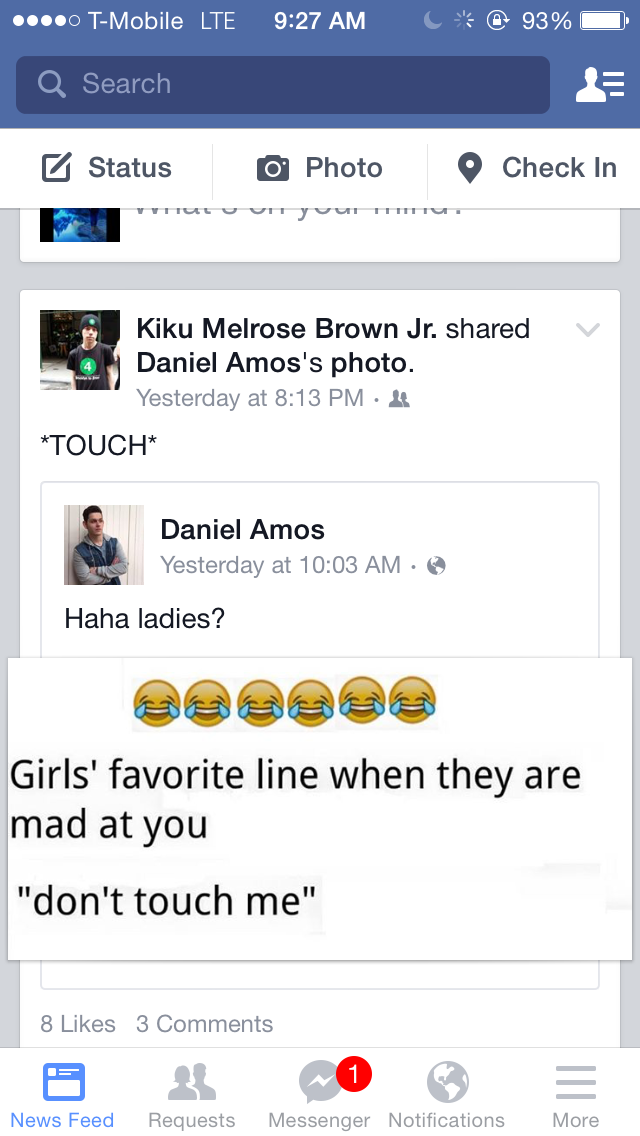 T-Mobile LTE 9:27 AM 93%
Search
Status Photo Check In
What's on your mind?
Kiku Melrose Brown Jr. shared
Daniel Amos's photo.
Yesterday at 8:13 PM ·
*TOUCH*
Daniel Amos
Yesterday at 10:03 AM ·
Haha ladies?
Girls' favorite line when they are
mad at you
"don't touch me"
8 Likes 3 Comments
1
News Feed Requests Messenger Notifications More